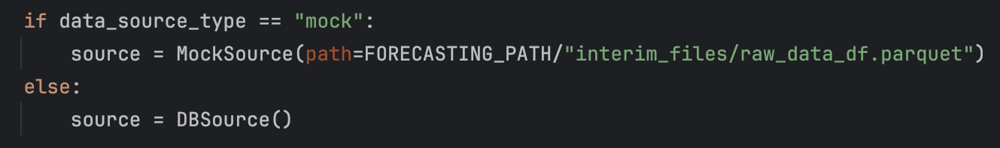 if data_source_type == "mock":
    source = MockSource(path=FORECASTING_PATH/"interim_files/raw_data_df.parquet")
else:
    source = DBSource()